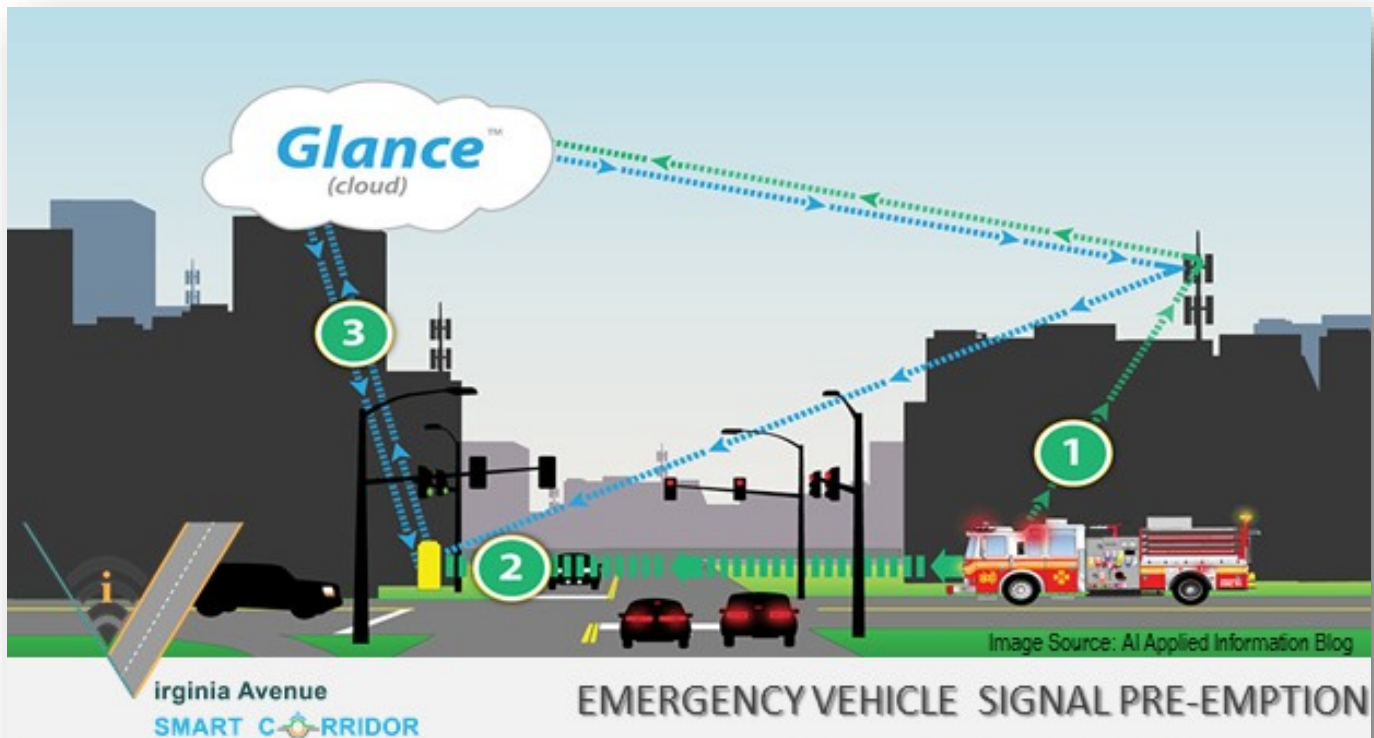 Glance™
(cloud)
3
1
2
i
Image Source: AI Applied Information Blog
irginia Avenue
SMART C RRIDOR
EMERGENCY VEHICLE SIGNAL PRE-EMPTION